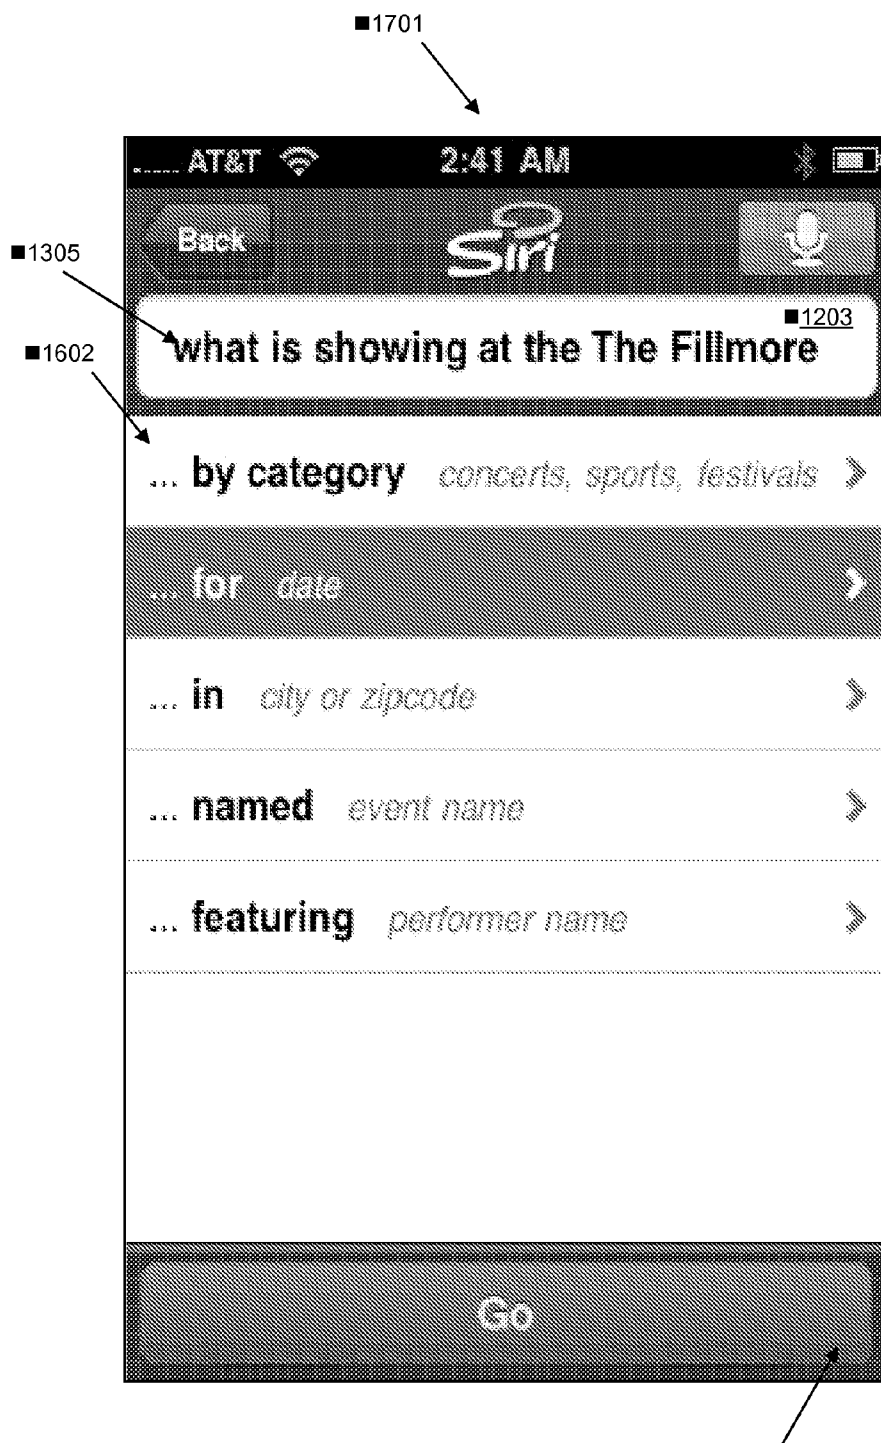 ■1701
AT&T 2:41 AM
Back Siri
■1305
■1203
what is showing at the The Fillmore
■1602
... by category concerts, sports, festivals
... for date
... in city or zipcode
... named event name
... featuring performer name
Go